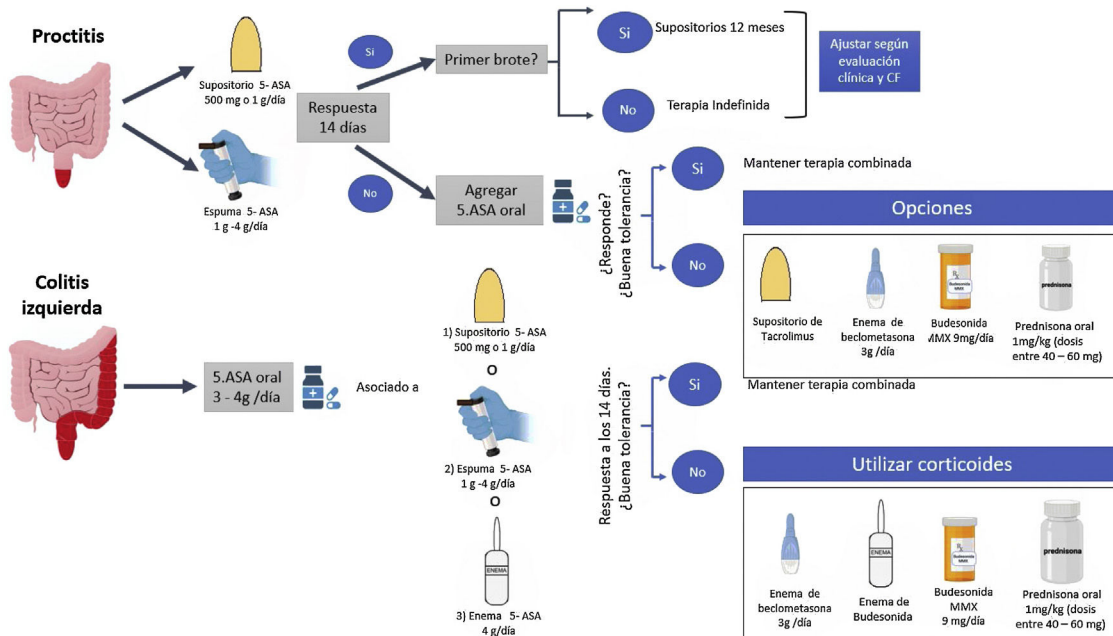 Proctitis
Supositorio 5- ASA
500 mg o 1 g/día
Espuma 5- ASA
1 g -4 g/día
Respuesta
14 días
Si
No
Primer brote?
Si
Supositorios 12 meses
No
Terapia Indefinida
Ajustar según
evaluación
clínica y CF
Agregar
5.ASA oral
¿Responde?
¿Buena tolerancia?
Si
Mantener terapia combinada
No
Opciones
Supositorio de
Tacrolimus
Enema de
beclometasona
3g /día
Rx
Budesonida
MMX
Budesonida
MMX 9mg/día
prednisona
Prednisona oral
1mg/kg (dosis
entre 40 – 60 mg)
Colitis
izquierda
5.ASA oral
3 - 4g /día
Asociado a
1) Supositorio 5- ASA
500 mg o 1 g/día
O
2) Espuma 5- ASA
1 g -4 g/día
O
ENEMA
3) Enema 5- ASA
4 g/día
Respuesta a los 14 días.
¿Buena tolerancia?
Si
Mantener terapia combinada
No
Utilizar corticoides
Enema de
beclometasona
3g /día
ENEMA
Enema de
Budesonida
Rx
Budesonida
MMX
Budesonida
MMX
9 mg/día
prednisona
Prednisona oral
1mg/kg (dosis
entre 40 – 60 mg)